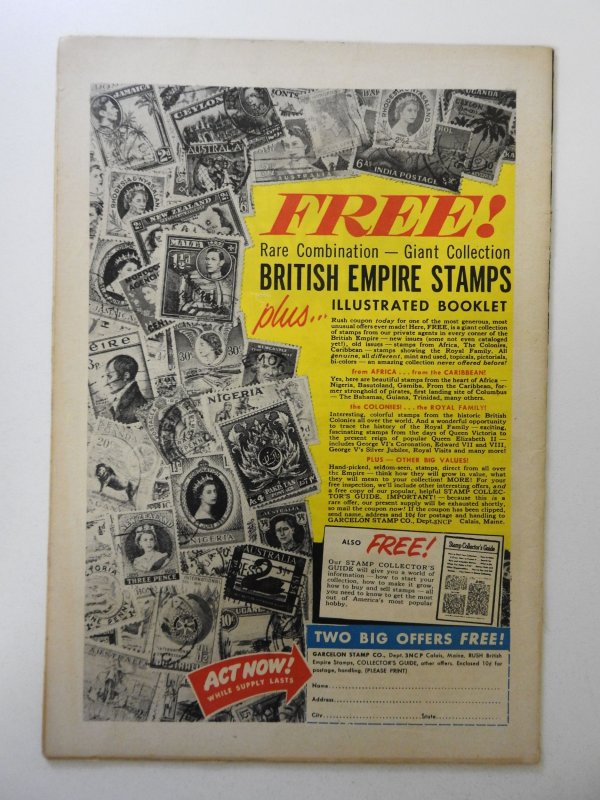 JAMAICA
CEYLON
AUSTRALIA
UGANDA
INDIA POSTAGE
NEW ZEALAND
MALTA
EIRE
NIGERIA
NIGERIA
AUSTRALIA
THREE PENCE
UGANDA
FREE!
Rare Combination — Giant Collection
BRITISH EMPIRE STAMPS
plus... ILLUSTRATED BOOKLET
Rush coupon today for one of the most generous, most
unusual offers ever made! Here, FREE, is a giant collection
of stamps from our private agents in every corner of the
British Empire — new issues (some not even cataloged
yet!), old issues — stamps from Africa, The Colonies,
Caribbean — stamps showing the Royal Family. All
genuine, all different, mint and used, topicals, pictorials,
bi-colors — an amazing collection never offered before!
from AFRICA . . . from the CARIBBEAN!
Yes, here are beautiful stamps from the heart of Africa —
Nigeria, Basutoland, Gambia. From the Caribbean, for-
mer stronghold of pirates, first landing site of Columbus
— The Bahamas, Guiana, Trinidad, many others.
the COLONIES! . . . the ROYAL FAMILY!
Interesting, colorful stamps from the historic British
Colonies all over the world. And a wonderful opportunity
to trace the history of the Royal Family — exciting,
fascinating stamps from the days of Queen Victoria to
the present reign of popular Queen Elizabeth II —
includes George VI's Coronation, Edward VII and VIII,
George V's Silver Jubilee, Royal Visits and many more!
PLUS — OTHER BIG VALUES!
Hand-picked, seldom-seen, stamps, direct from all over
the Empire — think how they will grow in value, what
they will mean to your collection! MORE! For your
free inspection, we'll include other interesting offers, and
a free copy of our popular, helpful STAMP COLLEC-
TOR'S GUIDE. IMPORTANT! — because this is a
rare offer, our present supply will be exhausted shortly,
so mail the coupon now! If the coupon has been clipped,
send name, address and 10¢ for postage and handling to
GARCELON STAMP CO., Dept.5NCP Calais, Maine.
ALSO FREE!
Our STAMP COLLECTOR'S
GUIDE will give you a world of
information — how to start your
collection, how to make it grow,
how to buy and sell stamps — all
you need to know to get the most
out of America's most popular
hobby.
Stamp Collector's Guide
TWO BIG OFFERS FREE!
ACT NOW!
WHILE SUPPLY LASTS
GARCELON STAMP CO., Dept. 5NCP Calais, Maine, RUSH British
Empire Stamps, COLLECTOR'S GUIDE, other offers. Enclosed 10¢ for
postage, handling. (PLEASE PRINT)
Name
Address
City State